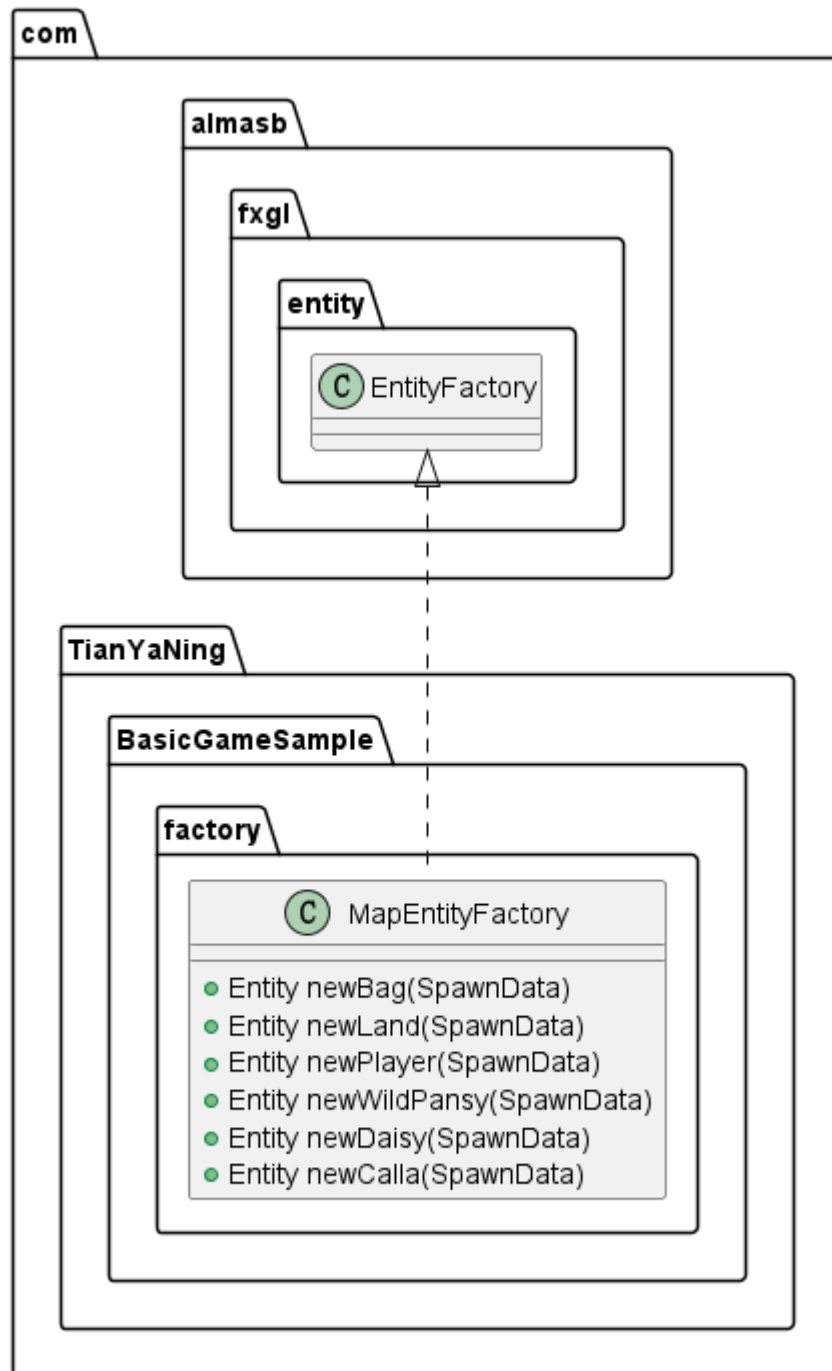 com
almasb
fxgl
entity
C EntityFactory
TianYaNing
BasicGameSample
factory
C MapEntityFactory
Entity newBag(SpawnData)
Entity newLand(SpawnData)
Entity newPlayer(SpawnData)
Entity newWildPansy(SpawnData)
Entity newDaisy(SpawnData)
Entity newCalla(SpawnData)